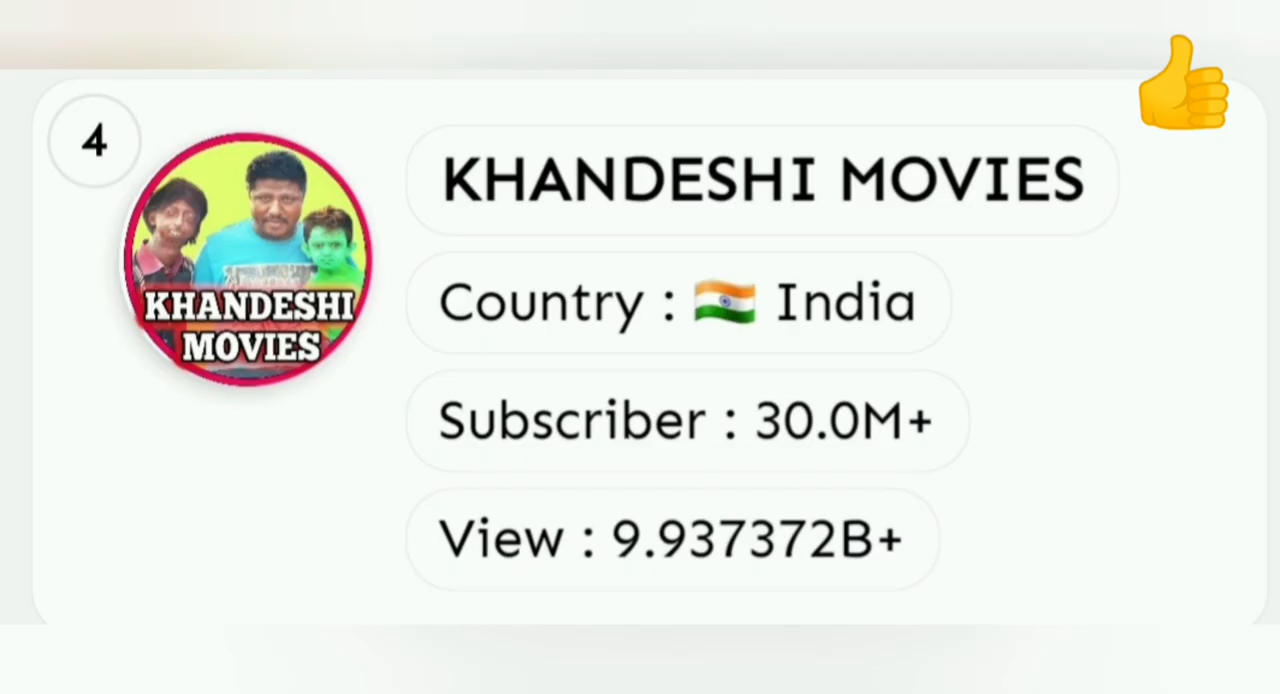 4
KHANDESHI
MOVIES
KHANDESHI MOVIES
Country : 🇮🇳 India
Subscriber : 30.0M+
View : 9.937372B+